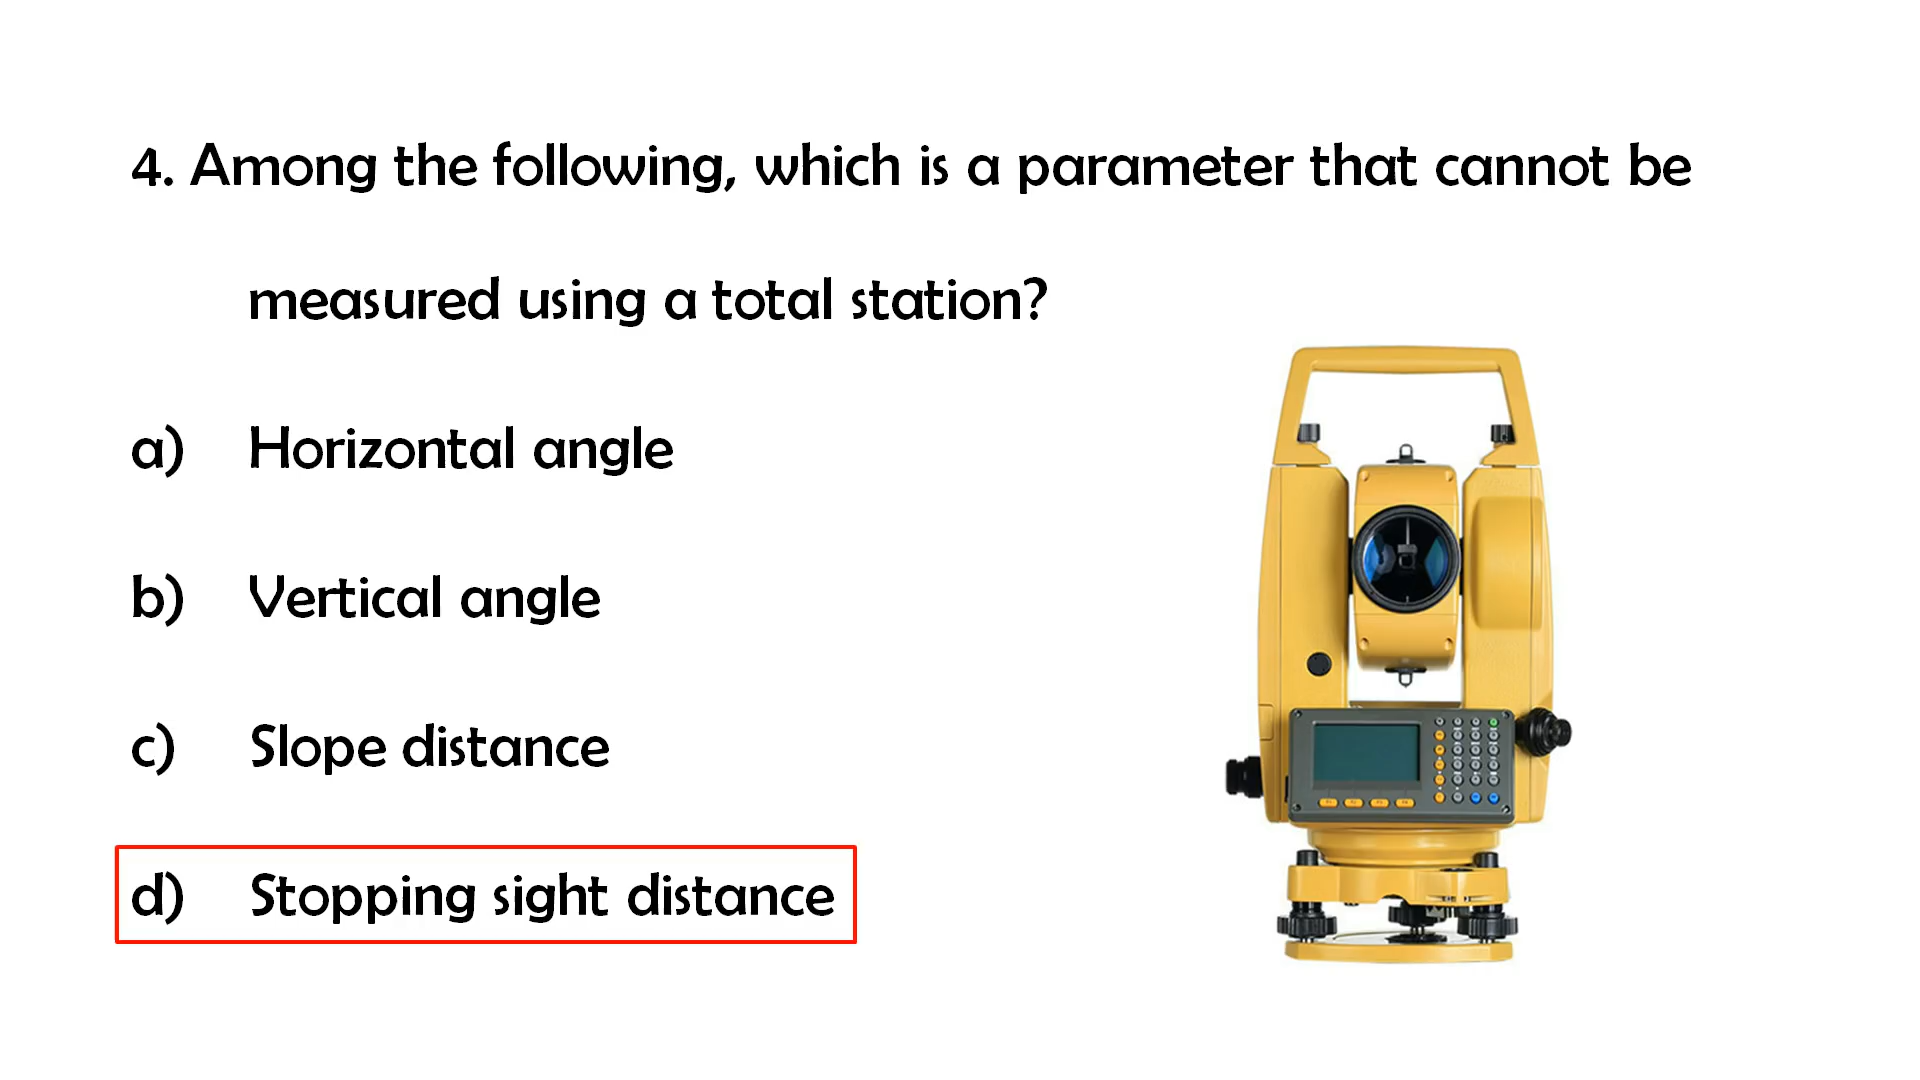 4. Among the following, which is a parameter that cannot be
measured using a total station?
a) Horizontal angle
b) Vertical angle
c) Slope distance
d) Stopping sight distance